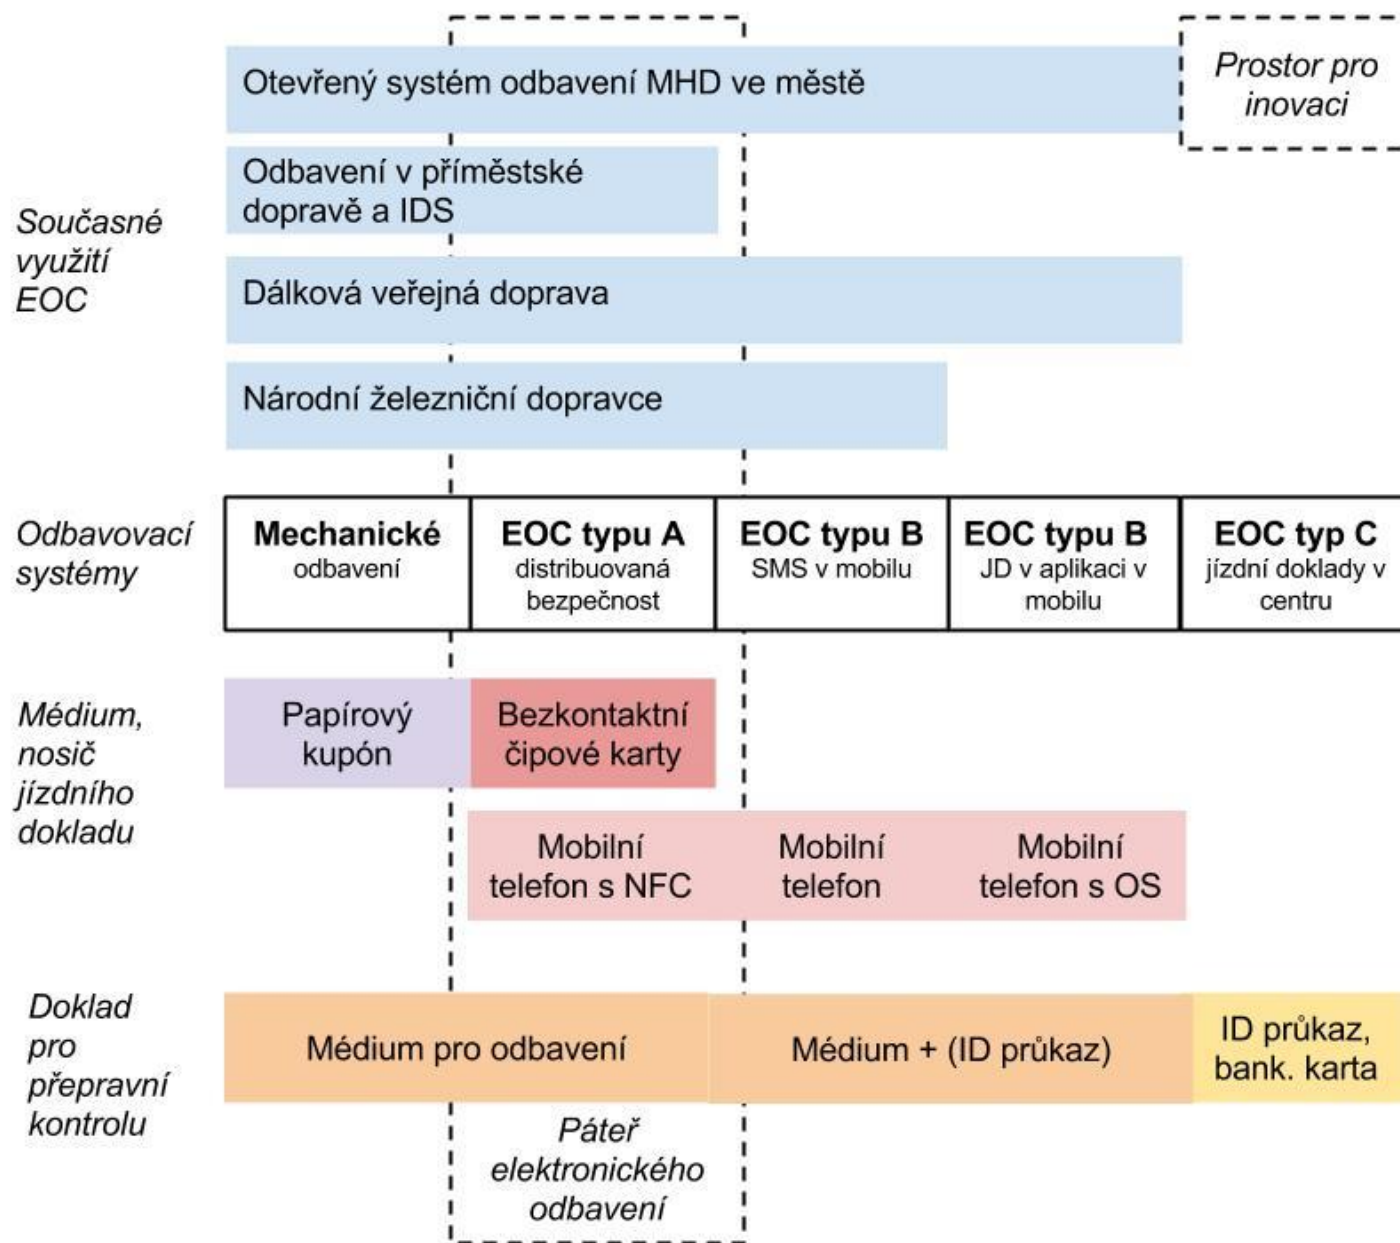 Otevřený systém odbavení MHD ve městě
Prostor pro
inovaci
Odbavení v příměstské
dopravě a IDS
Současné
využití
EOC
Dálková veřejná doprava
Národní železniční dopravce
Odbavovací
systémy
Mechanické
odbavení
EOC typu A
distribuovaná
bezpečnost
EOC typu B
SMS v mobilu
EOC typu B
JD v aplikaci v
mobilu
EOC typ C
jízdní doklady v
centru
Médium,
nosič
jízdního
dokladu
Papírový
kupón
Bezkontaktní
čipové karty
Mobilní
telefon s NFC
Mobilní
telefon
Mobilní
telefon s OS
Doklad
pro
přepravní
kontrolu
Médium pro odbavení
Médium + (ID průkaz)
ID průkaz,
bank. karta
Páteř
elektronického
odbavení